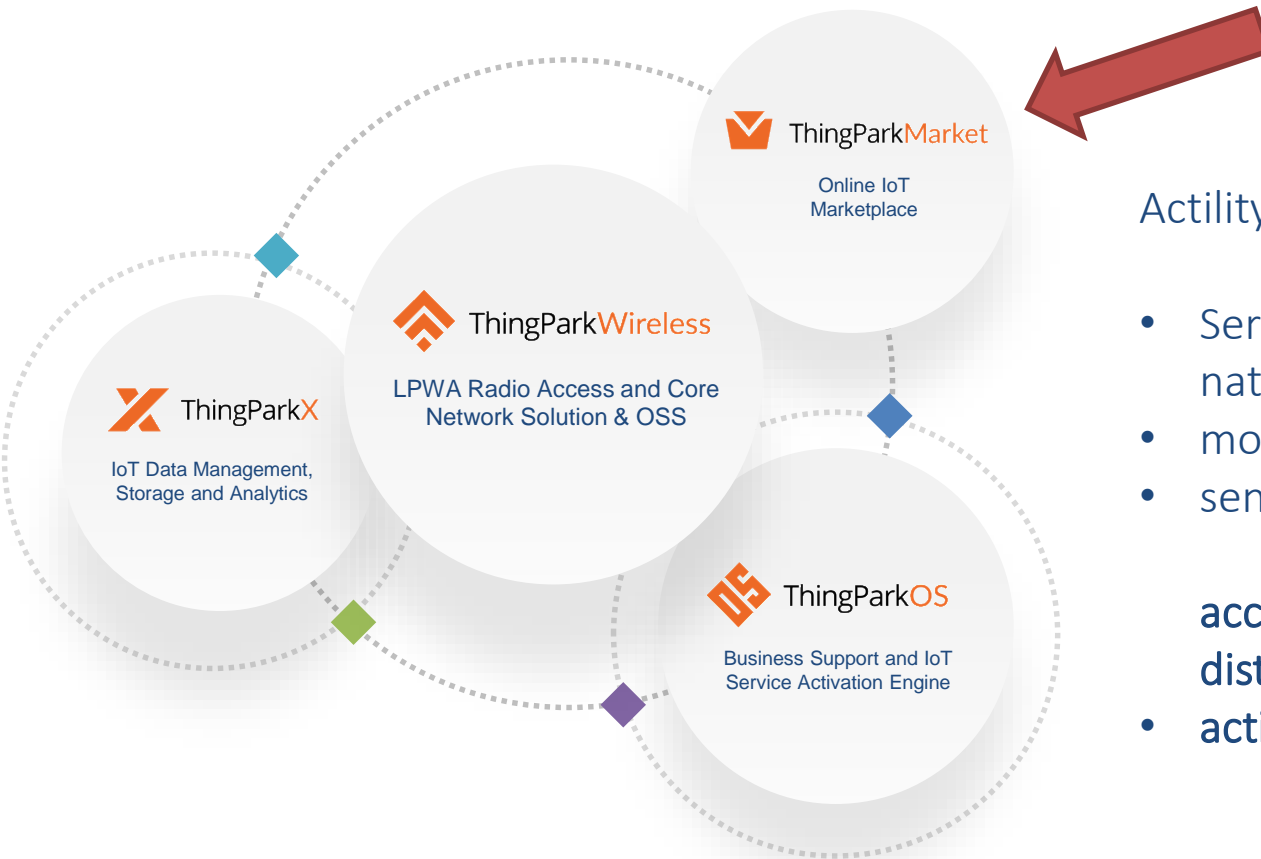 ThingParkMarket
Online IoT
Marketplace
ThingParkWireless
LPWA Radio Access and Core
Network Solution & OSS
ThingParkX
IoT Data Management,
Storage and Analytics
ThingParkOS
Business Support and IoT
Service Activation Engine
Actility
•
•
•
•